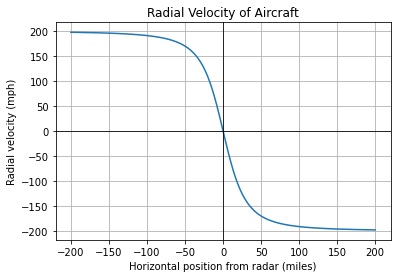 Radial Velocity of Aircraft
Radial velocity (mph)
200
150
100
50
0
−50
−100
−150
−200
−200 −150 −100 −50 0 50 100 150 200
Horizontal position from radar (miles)